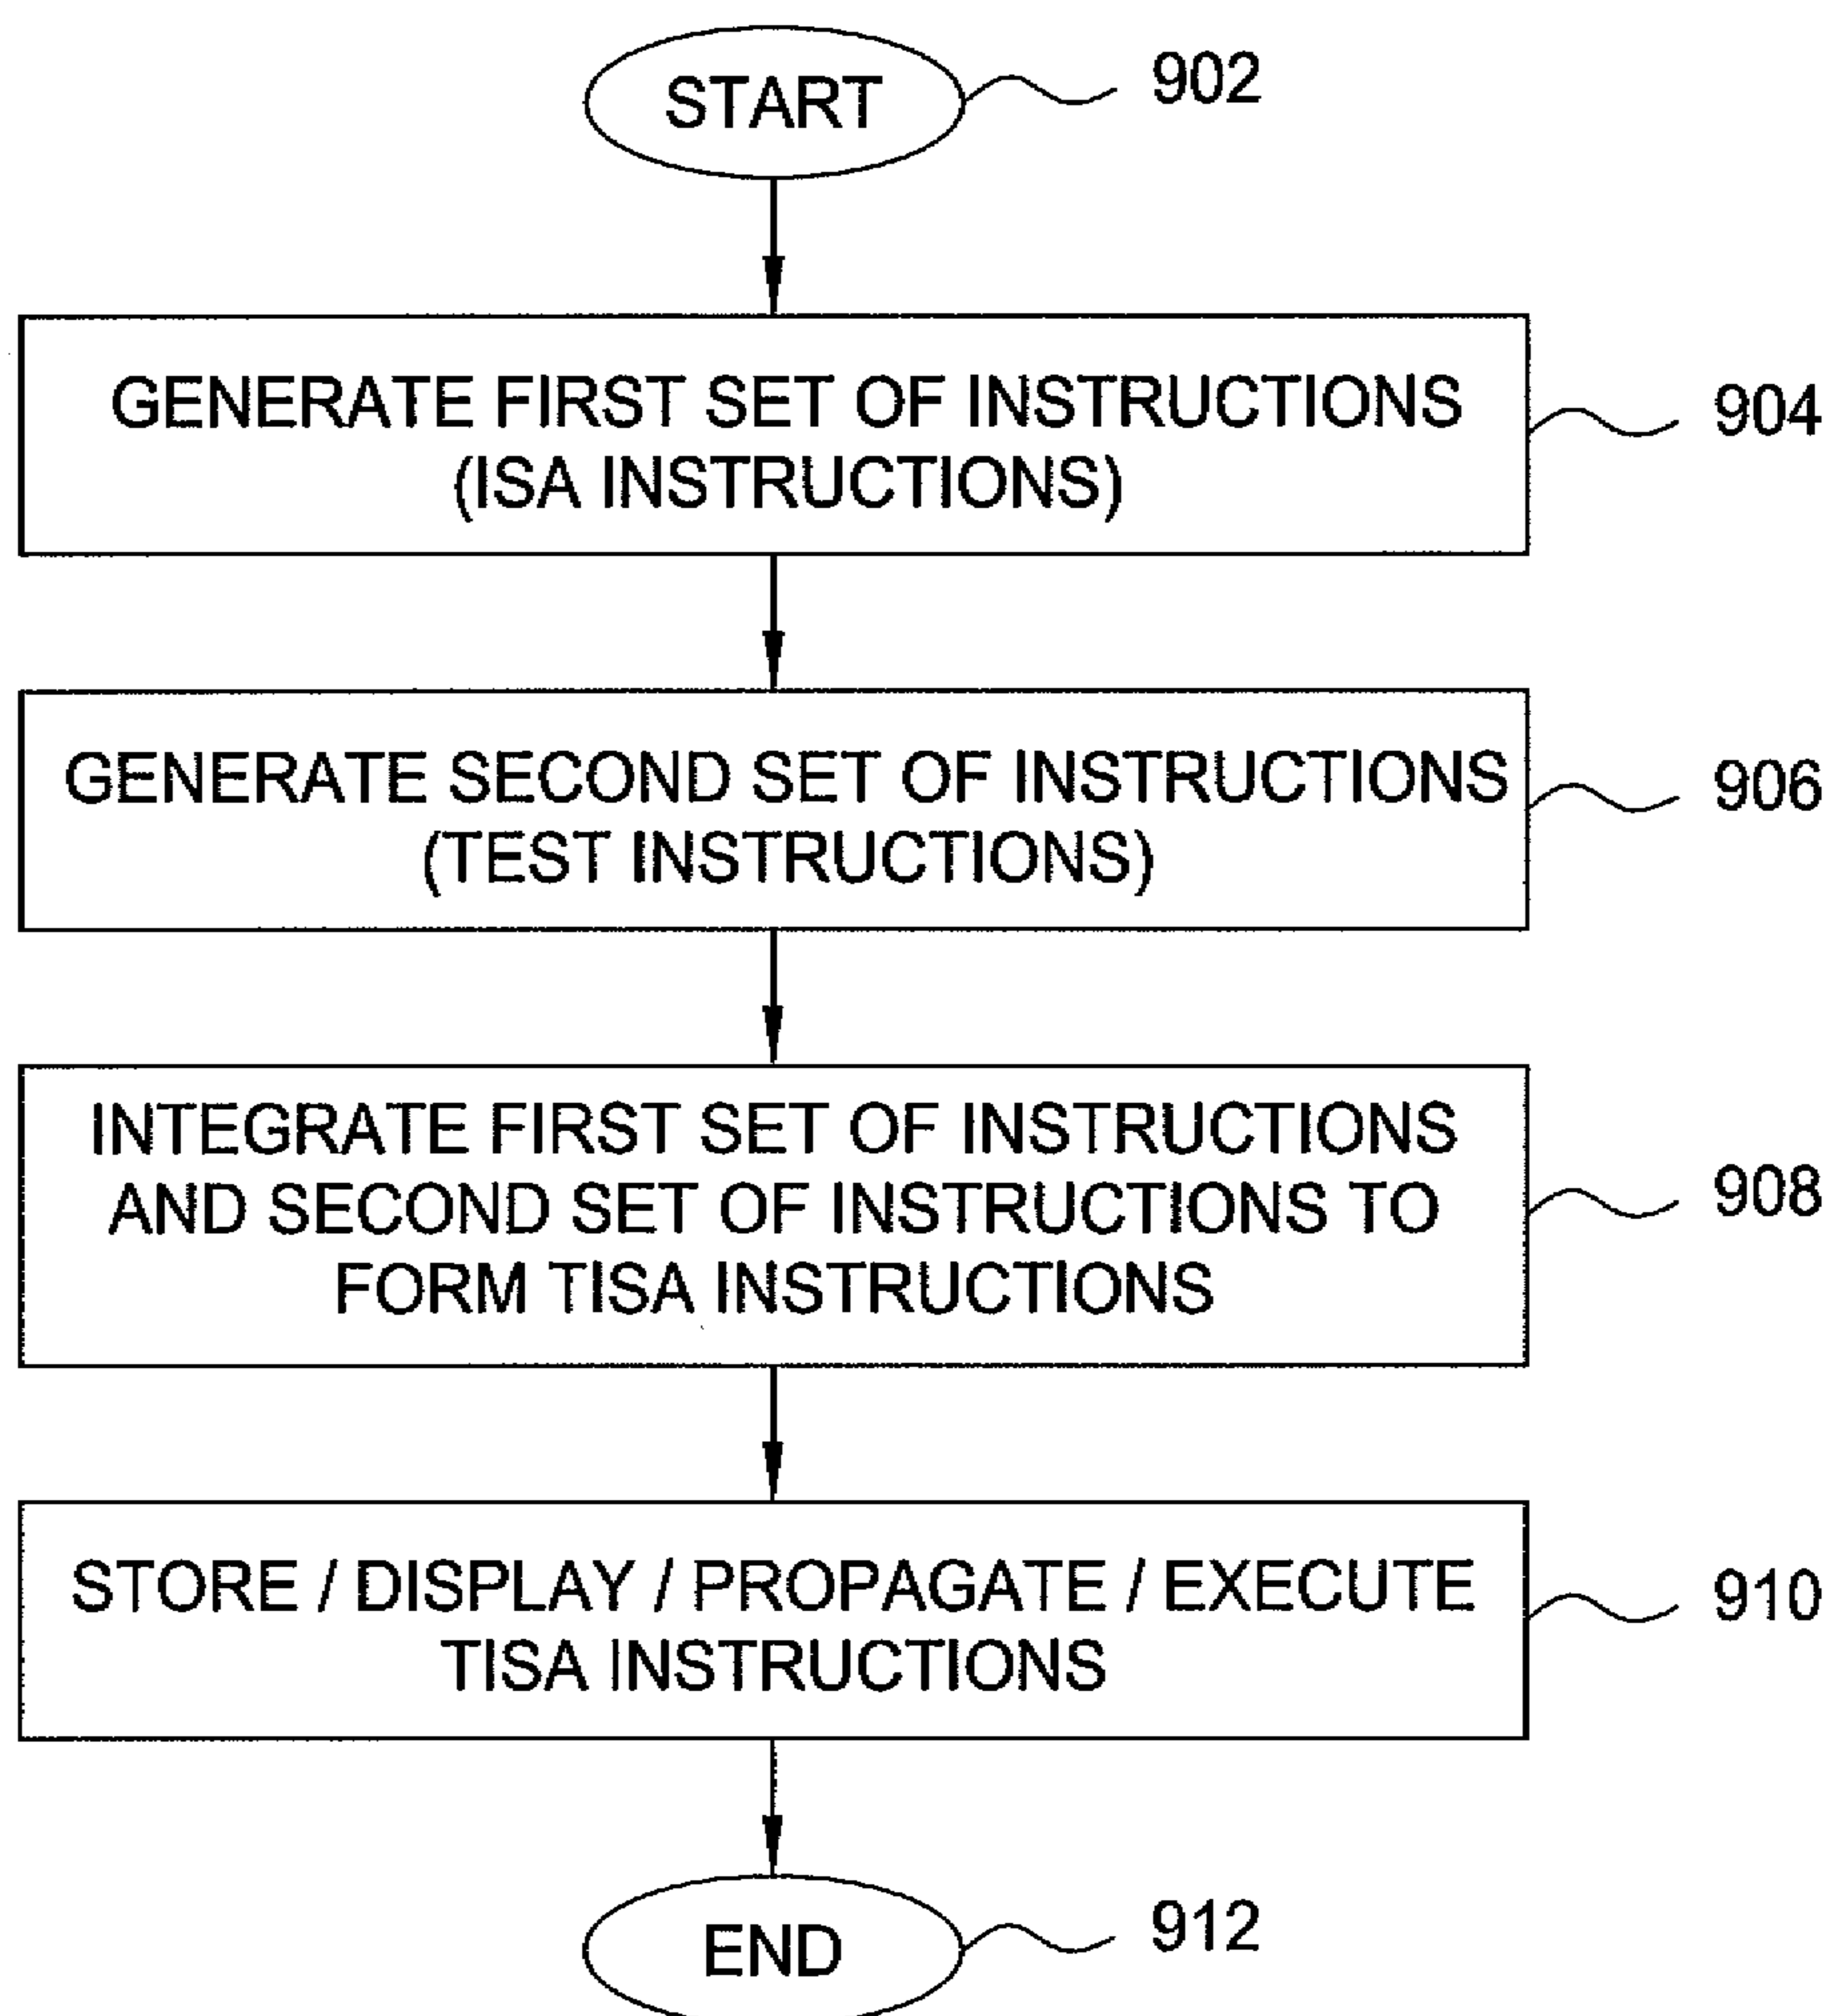 START
902
GENERATE FIRST SET OF INSTRUCTIONS
(ISA INSTRUCTIONS)
904
GENERATE SECOND SET OF INSTRUCTIONS
(TEST INSTRUCTIONS)
906
INTEGRATE FIRST SET OF INSTRUCTIONS
AND SECOND SET OF INSTRUCTIONS TO
FORM TISA INSTRUCTIONS
908
STORE / DISPLAY / PROPAGATE / EXECUTE
TISA INSTRUCTIONS
910
END
912